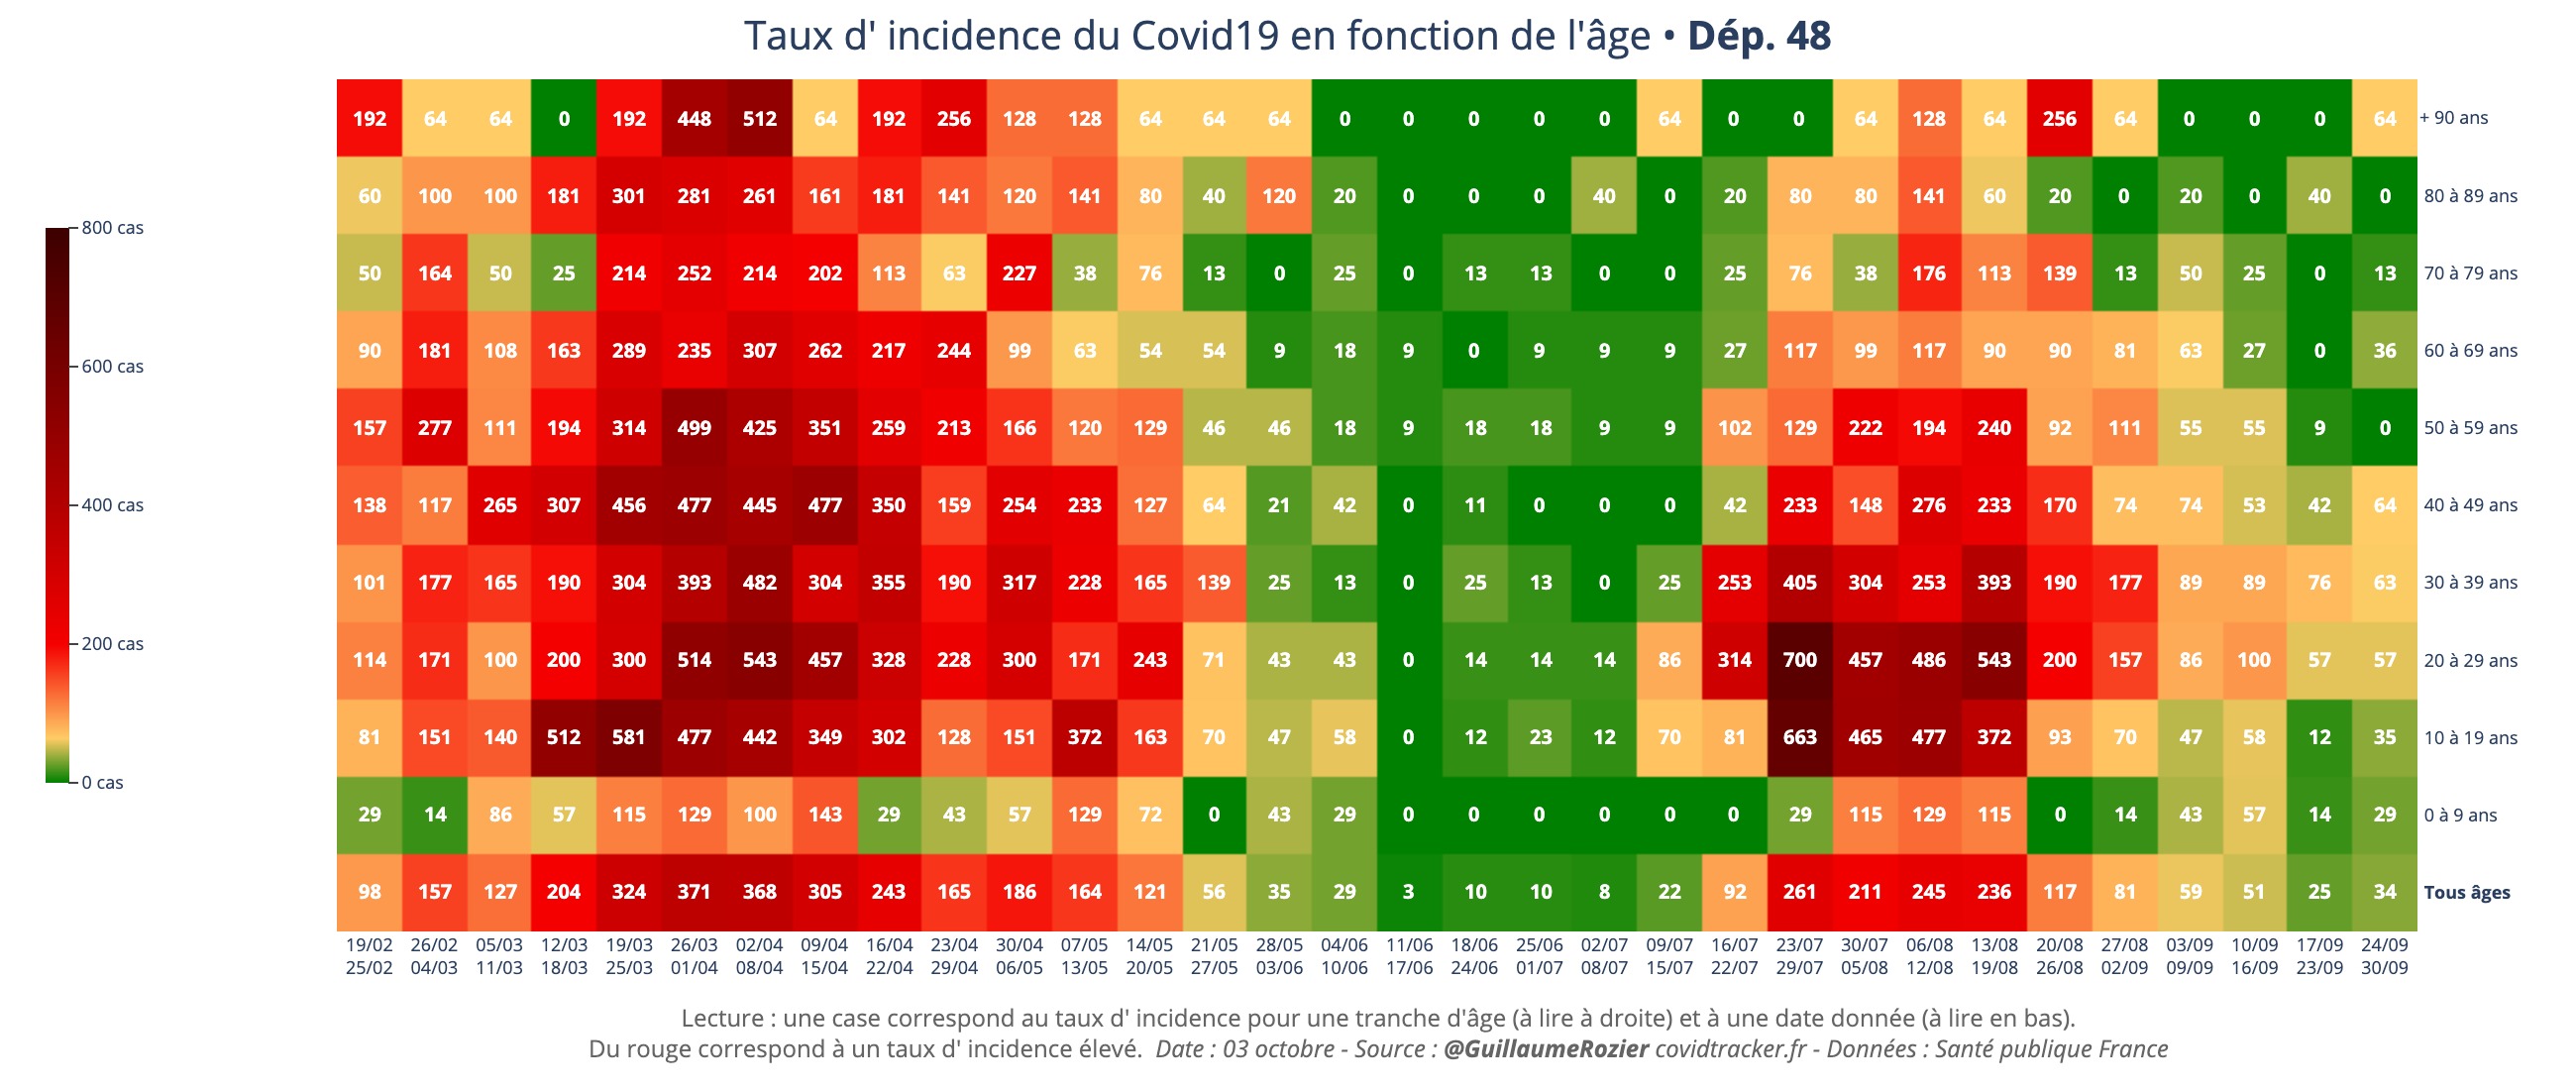 Taux d' incidence du Covid19 en fonction de l'âge • Dép. 48
800 cas
600 cas
400 cas
200 cas
0 cas
192 64 64 0 192 448 512 64 192 256 128 128 64 64 64 0 0 0 0 0 64 0 0 64 128 64 256 64 0 0 0 64 + 90 ans
60 100 100 181 301 281 261 161 181 141 120 141 80 40 120 20 0 0 0 40 0 20 80 80 141 60 20 0 20 0 40 0 80 à 89 ans
50 164 50 25 214 252 214 202 113 63 227 38 76 13 0 25 0 13 13 0 0 25 76 38 176 113 139 13 50 25 0 13 70 à 79 ans
90 181 108 163 289 235 307 262 217 244 99 63 54 54 9 18 9 0 9 9 9 27 117 99 117 90 90 81 63 27 0 36 60 à 69 ans
157 277 111 194 314 499 425 351 259 213 166 120 129 46 46 18 9 18 18 9 9 102 129 222 194 240 92 111 55 55 9 0 50 à 59 ans
138 117 265 307 456 477 445 477 350 159 254 233 127 64 21 42 0 11 0 0 0 42 233 148 276 233 170 74 74 53 42 64 40 à 49 ans
101 177 165 190 304 393 482 304 355 190 317 228 165 139 25 13 0 25 13 0 25 253 405 304 253 393 190 177 89 89 76 63 30 à 39 ans
114 171 100 200 300 514 543 457 328 228 300 171 243 71 43 43 0 14 14 14 86 314 700 457 486 543 200 157 86 100 57 57 20 à 29 ans
81 151 140 512 581 477 442 349 302 128 151 372 163 70 47 58 0 12 23 12 70 81 663 465 477 372 93 70 47 58 12 35 10 à 19 ans
29 14 86 57 115 129 100 143 29 43 57 129 72 0 43 29 0 0 0 0 0 0 29 115 129 115 0 14 43 57 14 29 0 à 9 ans
98 157 127 204 324 371 368 305 243 165 186 164 121 56 35 29 3 10 10 8 22 92 261 211 245 236 117 81 59 51 25 34 Tous âges
19/02 26/02 05/03 12/03 19/03 26/03 02/04 09/04 16/04 23/04 30/04 07/05 14/05 21/05 28/05 04/06 11/06 18/06 25/06 02/07 09/07 16/07 23/07 30/07 06/08 13/08 20/08 27/08 03/09 10/09 17/09 24/09
25/02 04/03 11/03 18/03 25/03 01/04 08/04 15/04 22/04 29/04 06/05 13/05 20/05 27/05 03/06 10/06 17/06 24/06 01/07 08/07 15/07 22/07 29/07 05/08 12/08 19/08 26/08 02/09 09/09 16/09 23/09 30/09
Lecture : une case correspond au taux d' incidence pour une tranche d'âge (à lire à droite) et à une date donnée (à lire en bas).
Du rouge correspond à un taux d' incidence élevé. Date : 03 octobre - Source : @GuillaumeRozier covidtracker.fr - Données : Santé publique France